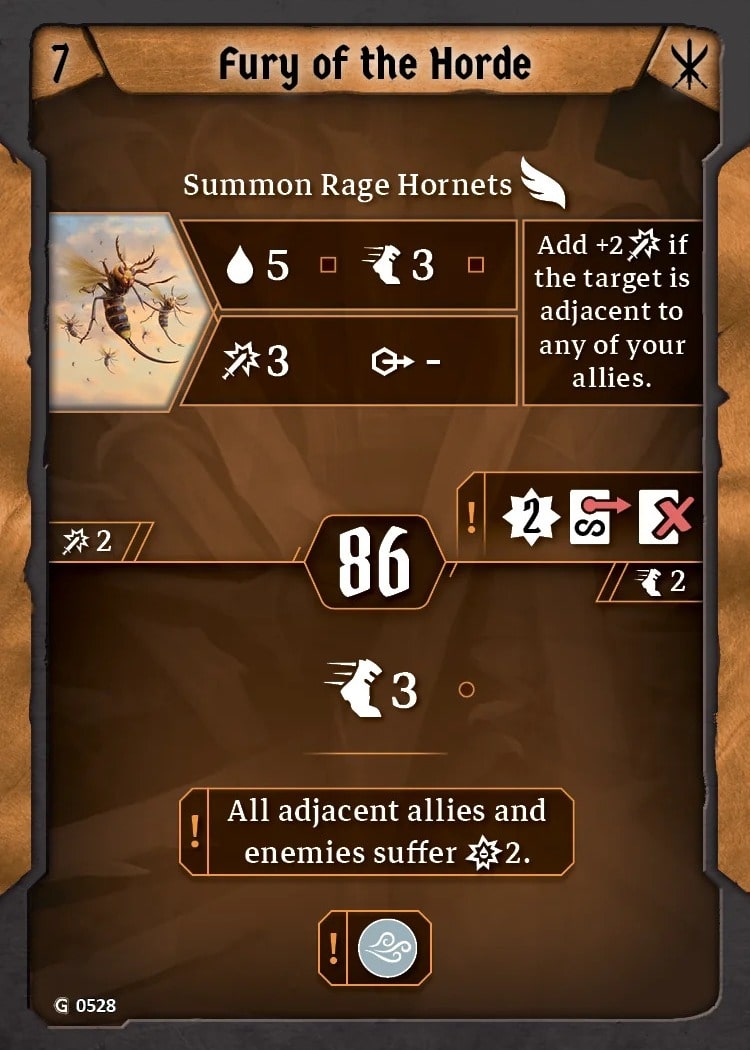 7
Fury of the Horde
Summon Rage Hornets
5
3
3
-
Add +2 if
the target is
adjacent to
any of your
allies.
! 2
2
86
2
3
! All adjacent allies and
enemies suffer 2.
!
G 0528